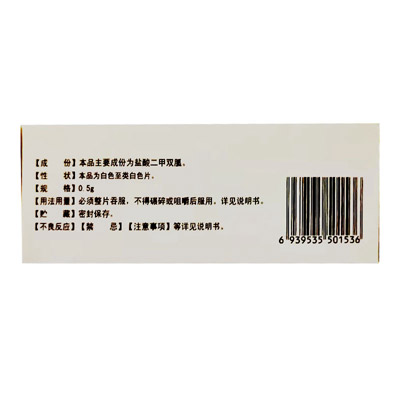 【成　份】本品主要成份为盐酸二甲双胍。
【性　状】本品为白色至类白色片。
【规　格】0.5g
【用法用量】必须整片吞服，不得碾碎或咀嚼后服用。详见说明书。
【贮　藏】密封保存。
【不良反应】【禁　忌】【注意事项】等详见说明书。
6 939535 501536